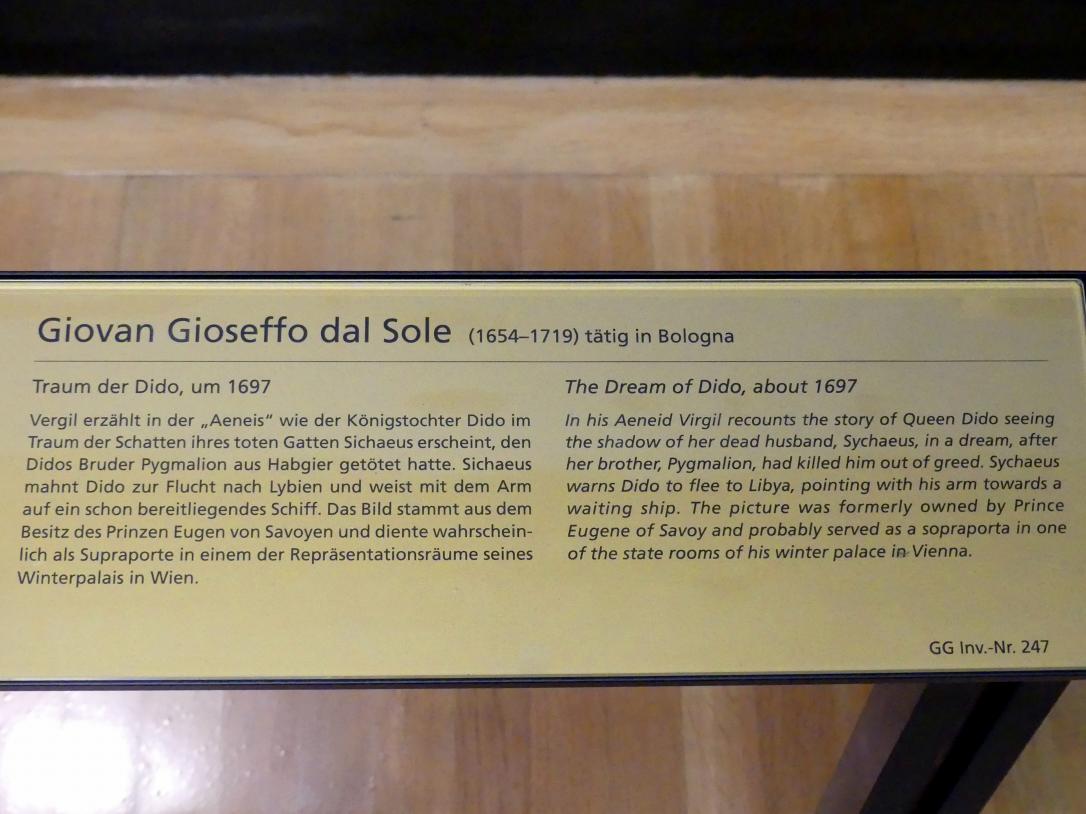 Giovan Gioseffo dal Sole (1654–1719) tätig in Bologna
Traum der Dido, um 1697
Vergil erzählt in der „Aeneis“ wie der Königstochter Dido im
Traum der Schatten ihres toten Gatten Sichaeus erscheint, den
Didos Bruder Pygmalion aus Habgier getötet hatte. Sichaeus
mahnt Dido zur Flucht nach Lybien und weist mit dem Arm
auf ein schon bereitliegendes Schiff. Das Bild stammt aus dem
Besitz des Prinzen Eugen von Savoyen und diente wahrschein-
lich als Supraporte in einem der Repräsentationsräume seines
Winterpalais in Wien.
The Dream of Dido, about 1697
In his Aeneid Virgil recounts the story of Queen Dido seeing
the shadow of her dead husband, Sychaeus, in a dream, after
her brother, Pygmalion, had killed him out of greed. Sychaeus
warns Dido to flee to Libya, pointing with his arm towards a
waiting ship. The picture was formerly owned by Prince
Eugene of Savoy and probably served as a sopraporta in one
of the state rooms of his winter palace in Vienna.
GG Inv.-Nr. 247